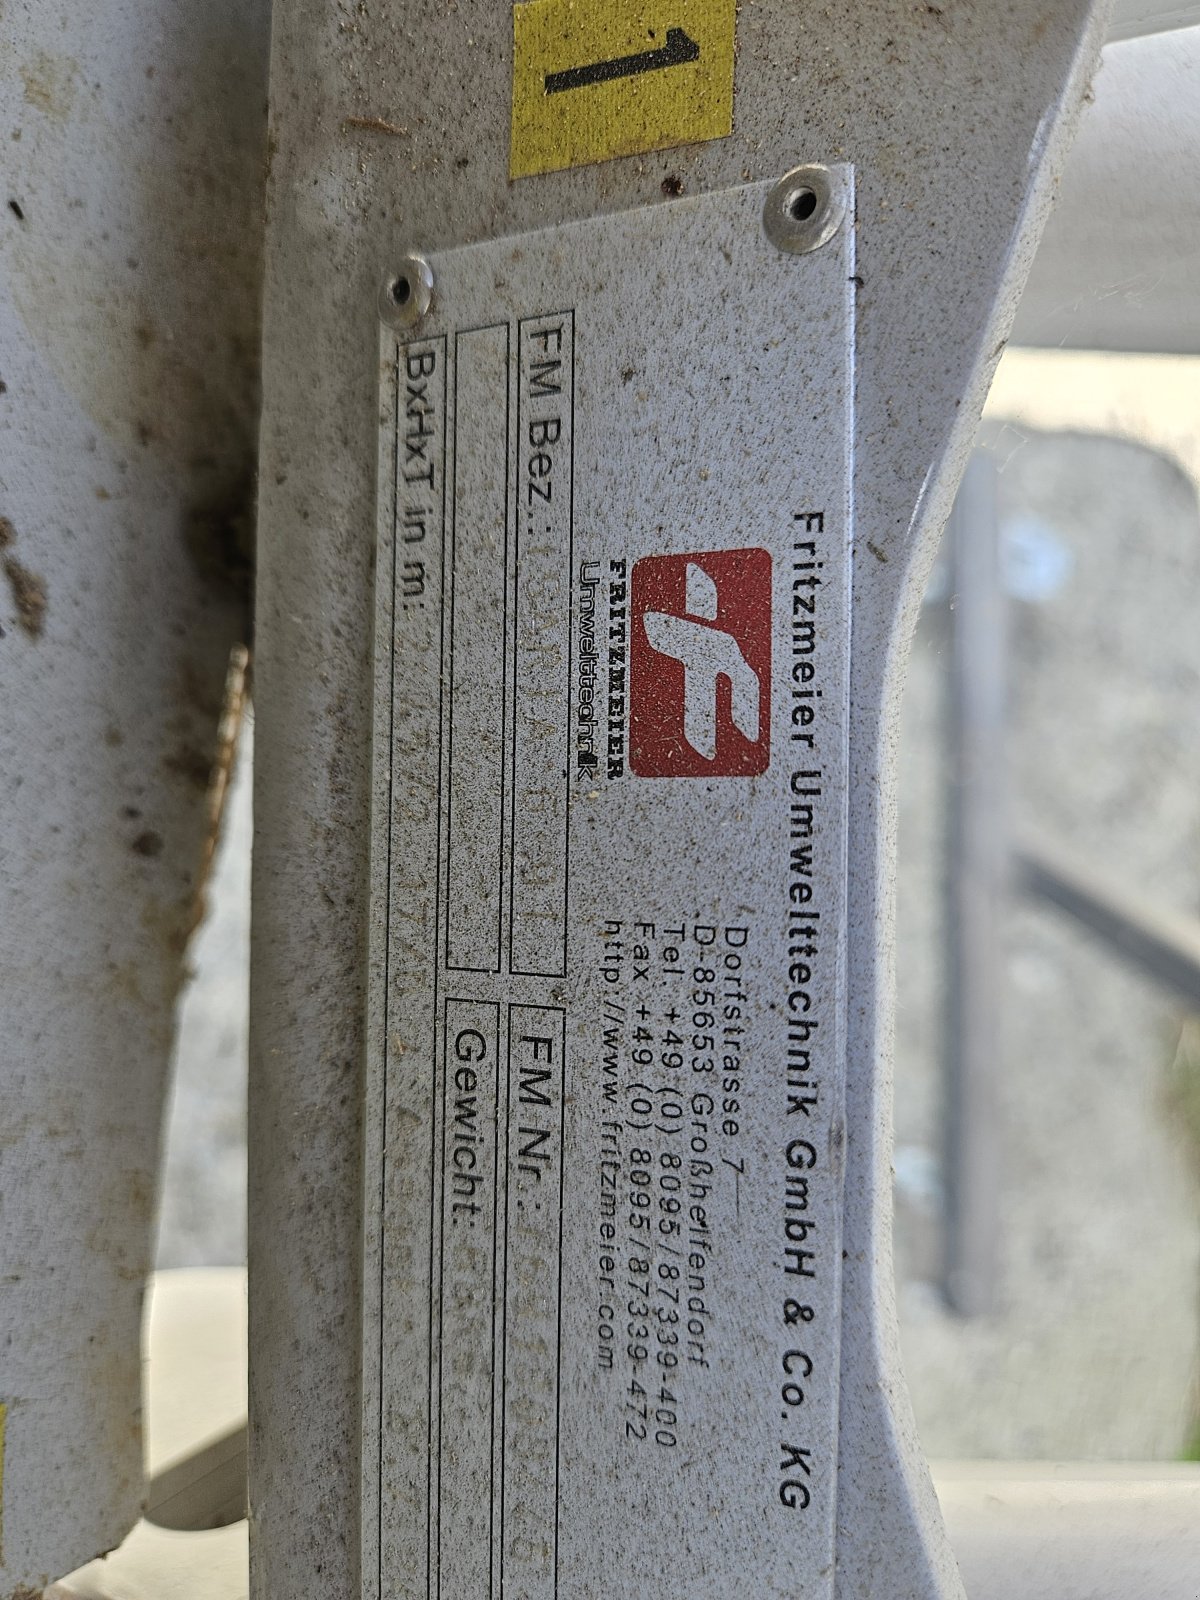 1
Fritzmeier Umwelttechnik GmbH & Co. KG
FRITZMEIER
Umwelttechnik
Dorfstrasse 7
D-85653 Großhelfendorf
Tel. +49 (0) 8095/87339-400
Fax +49 (0) 8095/87339-472
http://www.fritzmeier.com
FM Bez.:
FM Nr.:
Gewicht:
BxHxT in m: